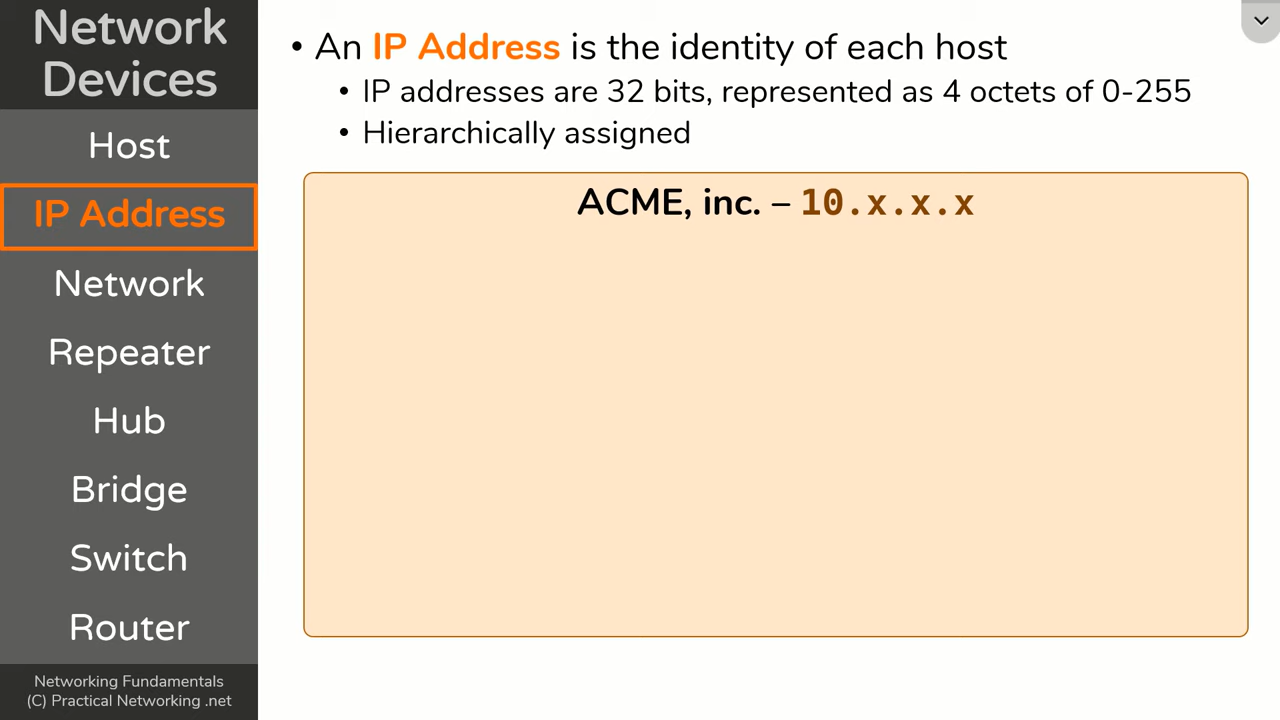 Network
Devices
Host
IP Address
Network
Repeater
Hub
Bridge
Switch
Router
Networking Fundamentals
(C) Practical Networking .net
• An IP Address is the identity of each host
• IP addresses are 32 bits, represented as 4 octets of 0-255
• Hierarchically assigned
ACME, inc. – 10.x.x.x